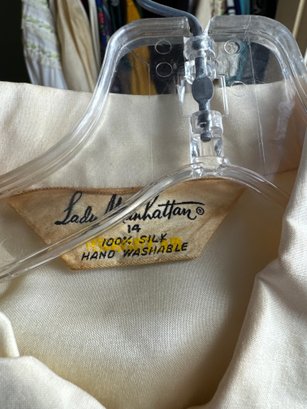 Lady Manhattan®
14
100% SILK
HAND WASHABLE